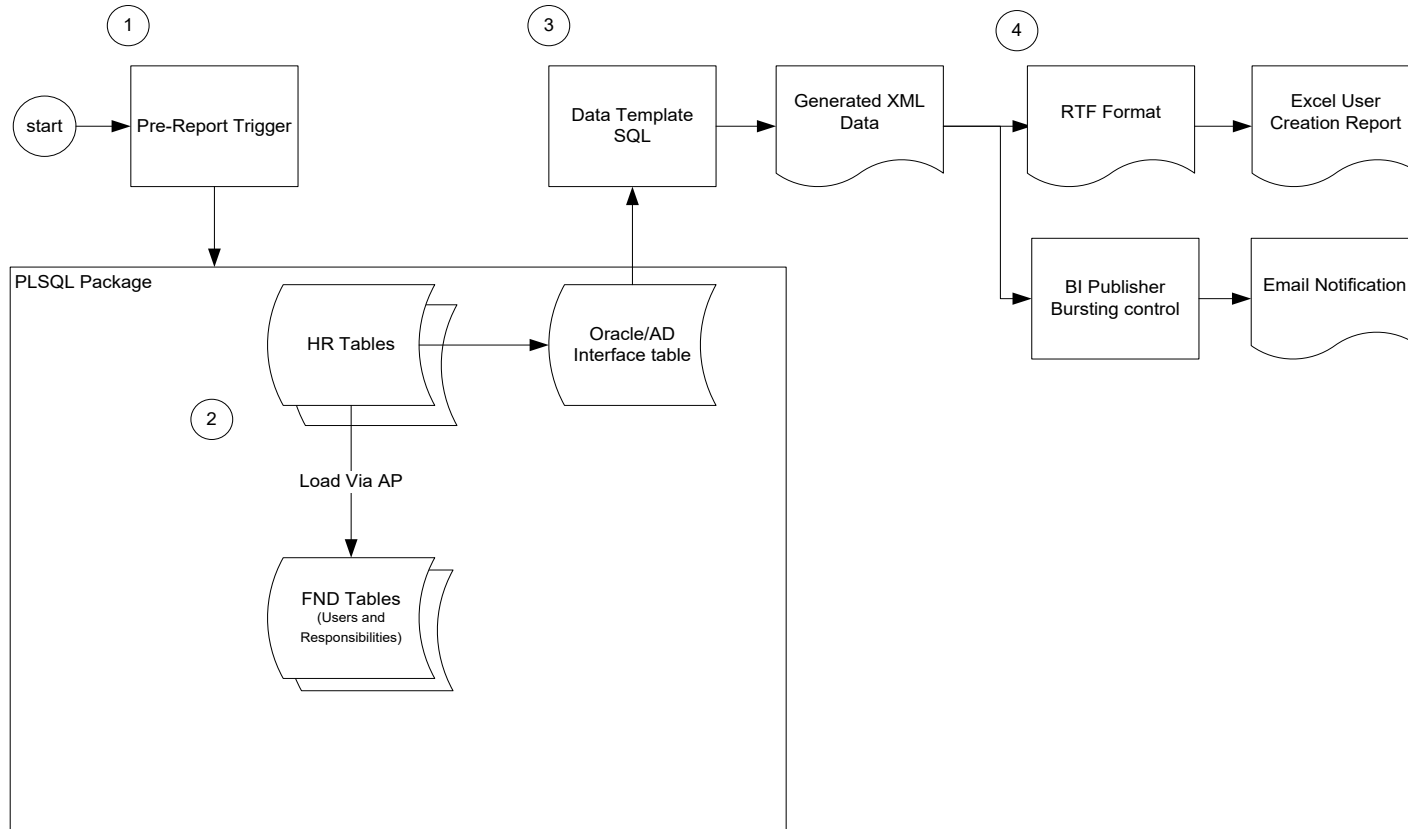 1
3
4
start
Pre-Report Trigger
Data Template
SQL
Generated XML
Data
RTF Format
Excel User
Creation Report
PLSQL Package
HR Tables
Oracle/AD
Interface table
BI Publisher
Bursting control
Email Notification
2
Load Via AP
FND Tables
(Users and
Responsibilities)